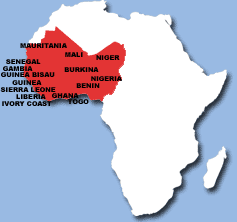 MAURITANIA
MALI
NIGER
SENEGAL
GAMBIA
BURKINA
GUINEA BISAU
NIGERIA
GUINEA
BENIN
SIERRA LEONE
LIBERIA
GHANA
IVORY COAST
TOGO